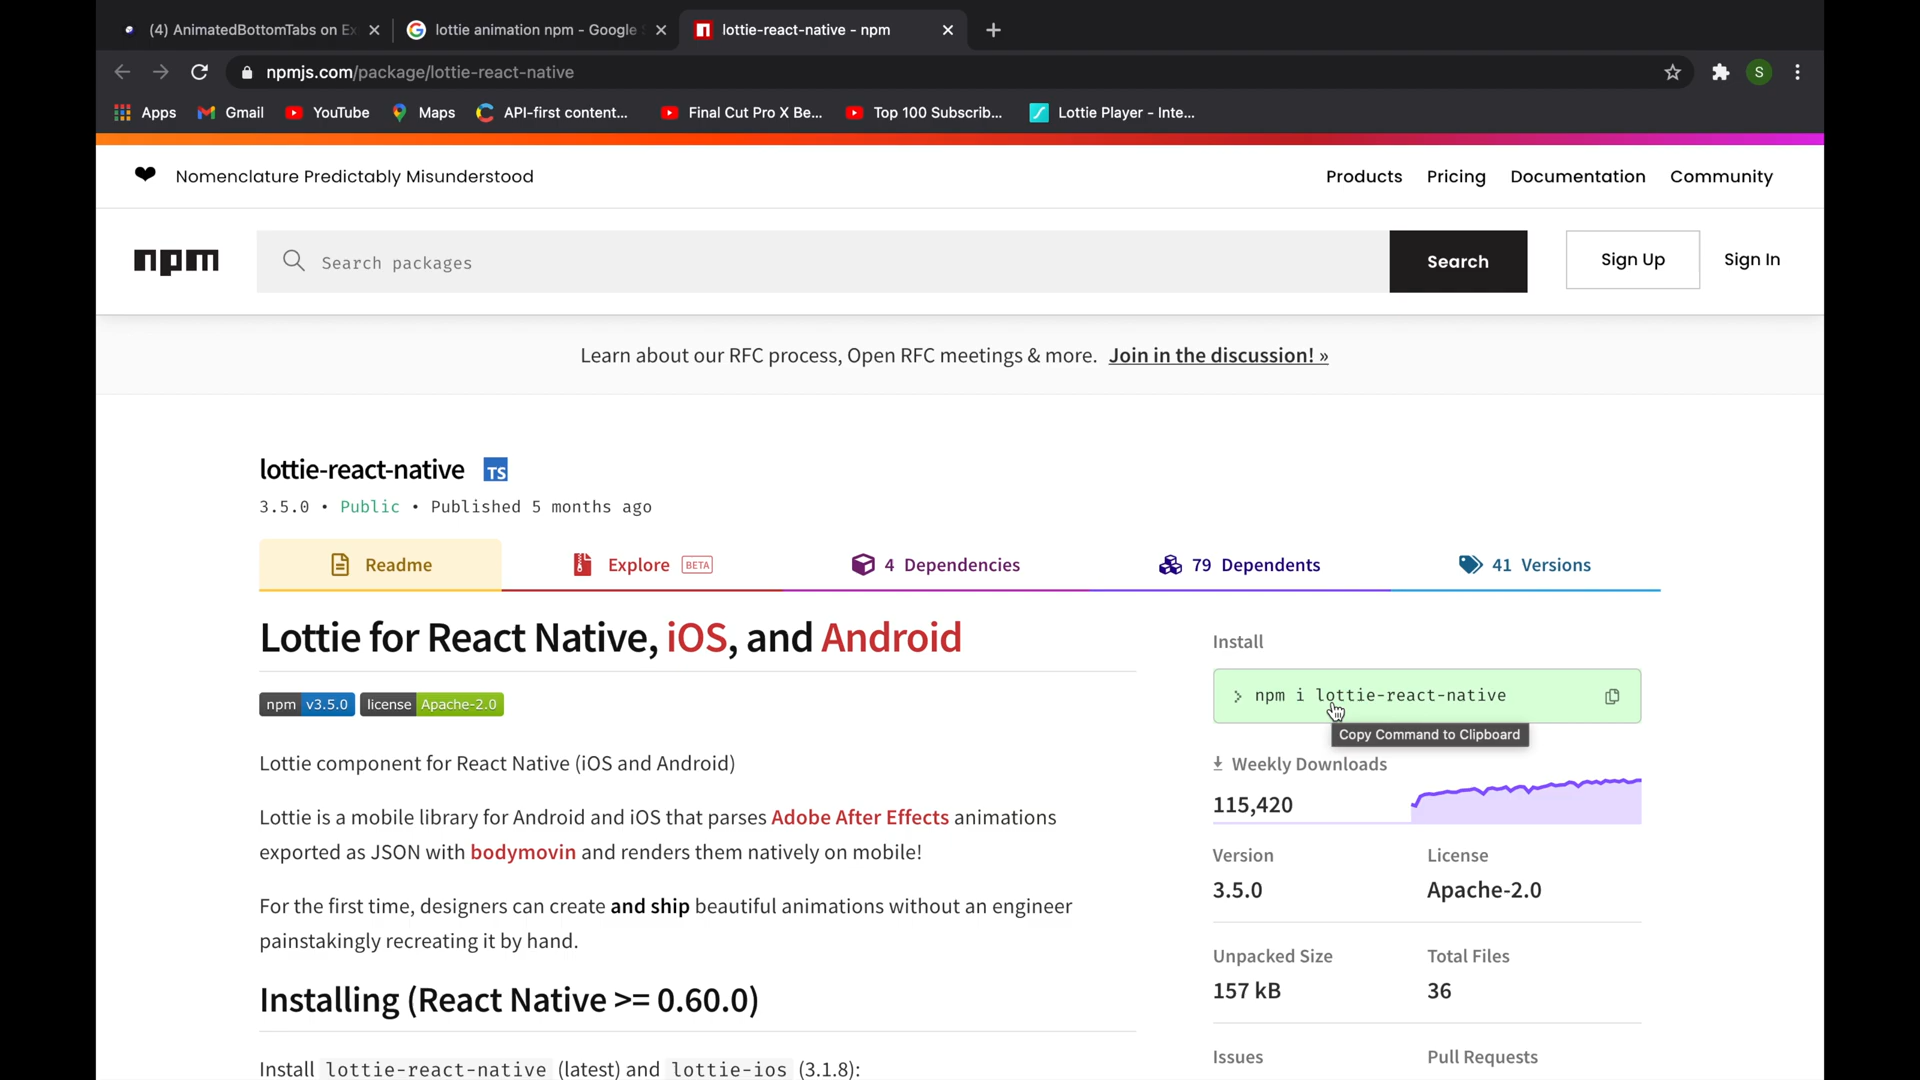 (4) AnimatedBottomTabs on Ex
lottie animation npm - Google S
lottie-react-native - npm
npmjs.com/package/lottie-react-native
S
Apps
Gmail
YouTube
Maps
API-first content...
Final Cut Pro X Be...
Top 100 Subscrib...
Lottie Player - Inte...
❤ Nomenclature Predictably Misunderstood
Products
Pricing
Documentation
Community
npm
Search packages
Search
Sign Up
Sign In
Learn about our RFC process, Open RFC meetings & more. Join in the discussion! »
lottie-react-native TS
3.5.0 • Public • Published 5 months ago
Readme
Explore BETA
4 Dependencies
79 Dependents
41 Versions
Lottie for React Native, iOS, and Android
npm v3.5.0 license Apache-2.0
Lottie component for React Native (iOS and Android)
Lottie is a mobile library for Android and iOS that parses Adobe After Effects animations
exported as JSON with bodymovin and renders them natively on mobile!
For the first time, designers can create and ship beautiful animations without an engineer
painstakingly recreating it by hand.
Installing (React Native >= 0.60.0)
Install lottie-react-native (latest) and lottie-ios (3.1.8):
Install
> npm i lottie-react-native
Copy Command to Clipboard
Weekly Downloads
115,420
Version
3.5.0
License
Apache-2.0
Unpacked Size
157 kB
Total Files
36
Issues
Pull Requests